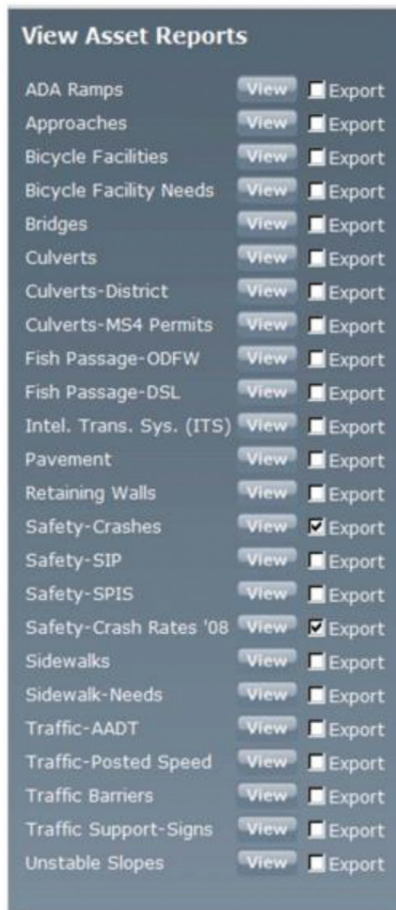 View Asset Reports
ADA Ramps View Export
Approaches View Export
Bicycle Facilities View Export
Bicycle Facility Needs View Export
Bridges View Export
Culverts View Export
Culverts-District View Export
Culverts-MS4 Permits View Export
Fish Passage-ODFW View Export
Fish Passage-DSL View Export
Intel. Trans. Sys. (ITS) View Export
Pavement View Export
Retaining Walls View Export
Safety-Crashes View Export
Safety-SIP View Export
Safety-SPIS View Export
Safety-Crash Rates '08 View Export
Sidewalks View Export
Sidewalk-Needs View Export
Traffic-AADT View Export
Traffic-Posted Speed View Export
Traffic Barriers View Export
Traffic Support-Signs View Export
Unstable Slopes View Export